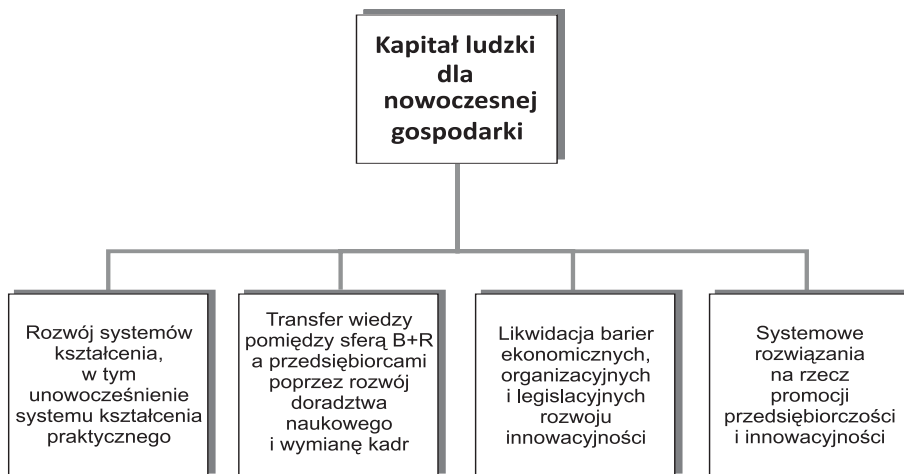 Kapitał ludzki
dla
nowoczesnej
gospodarki
Rozwój systemów
kształcenia,
w tym
unowocześnienie
systemu kształcenia
praktycznego
Transfer wiedzy
pomiędzy sferą B+R
a przedsiębiorcami
poprzez rozwój
doradztwa
naukowego
i wymianę kadr
Likwidacja barier
ekonomicznych,
organizacyjnych
i legislacyjnych
rozwoju
innowacyjności
Systemowe
rozwiązania
na rzecz
promocji
przedsiębiorczości
i innowacyjności